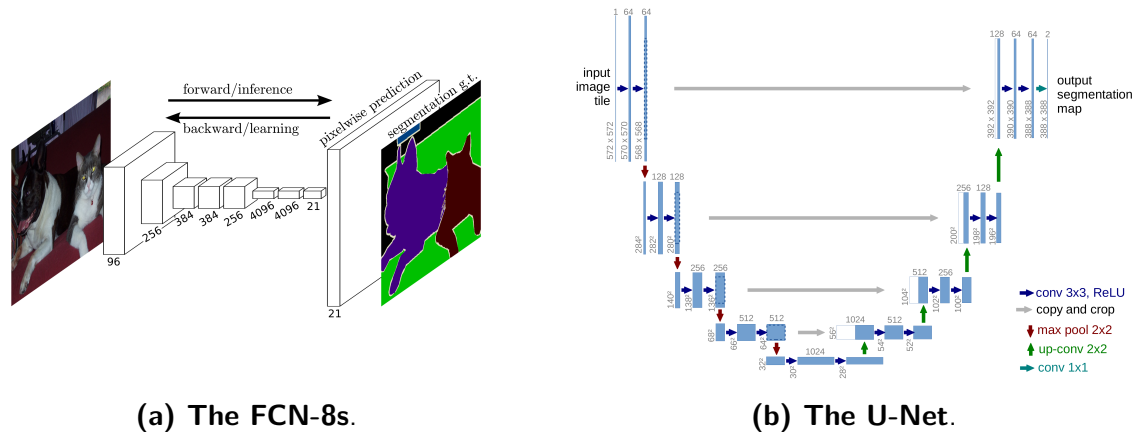 forward/inference
backward/learning
pixelwise prediction
segmentation g.t.
96
256
384
384
256
4096
4096
21
21
(a) The FCN-8s.
1
64
64
input
image
tile
572 x 572
570 x 570
568 x 568
128
128
284²
282²
280²
256
256
140²
138²
136²
512
512
68²
66²
64²
1024
32²
30²
28²
1024
512
56²
54²
52²
512
256
104²
102²
100²
256
128
200²
198²
196²
128
64
64
2
392 x 392
390 x 390
388 x 388
388 x 388
output
segmentation
map
conv 3x3, ReLU
copy and crop
max pool 2x2
up-conv 2x2
conv 1x1
(b) The U-Net.